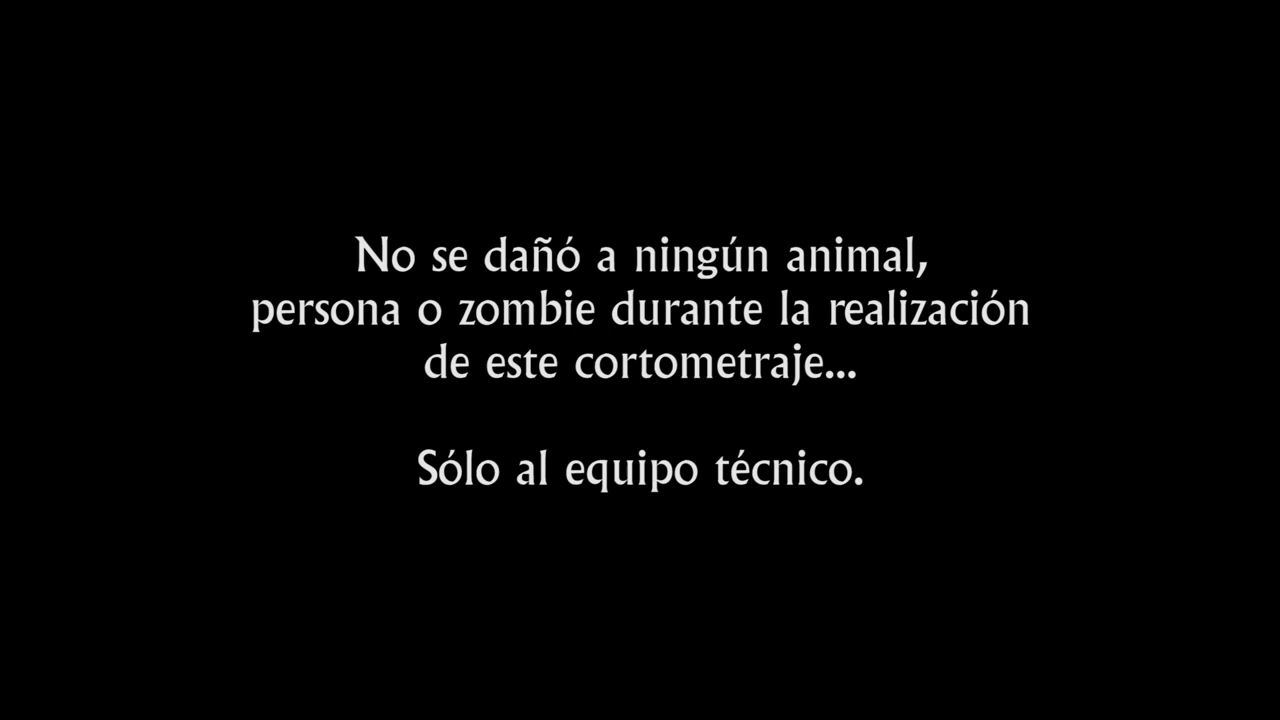 No se dañó a ningún animal,
persona o zombie durante la realización
de este cortometraje...
Sólo al equipo técnico.